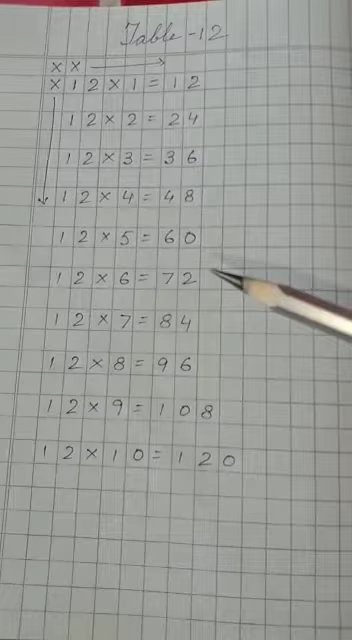 Table-12
x x
x 12 x 1 = 12
12 x 2 = 24
12 x 3 = 36
12 x 4 = 48
12 x 5 = 60
12 x 6 = 72
12 x 7 = 84
12 x 8 = 96
12 x 9 = 108
12 x 10 = 120